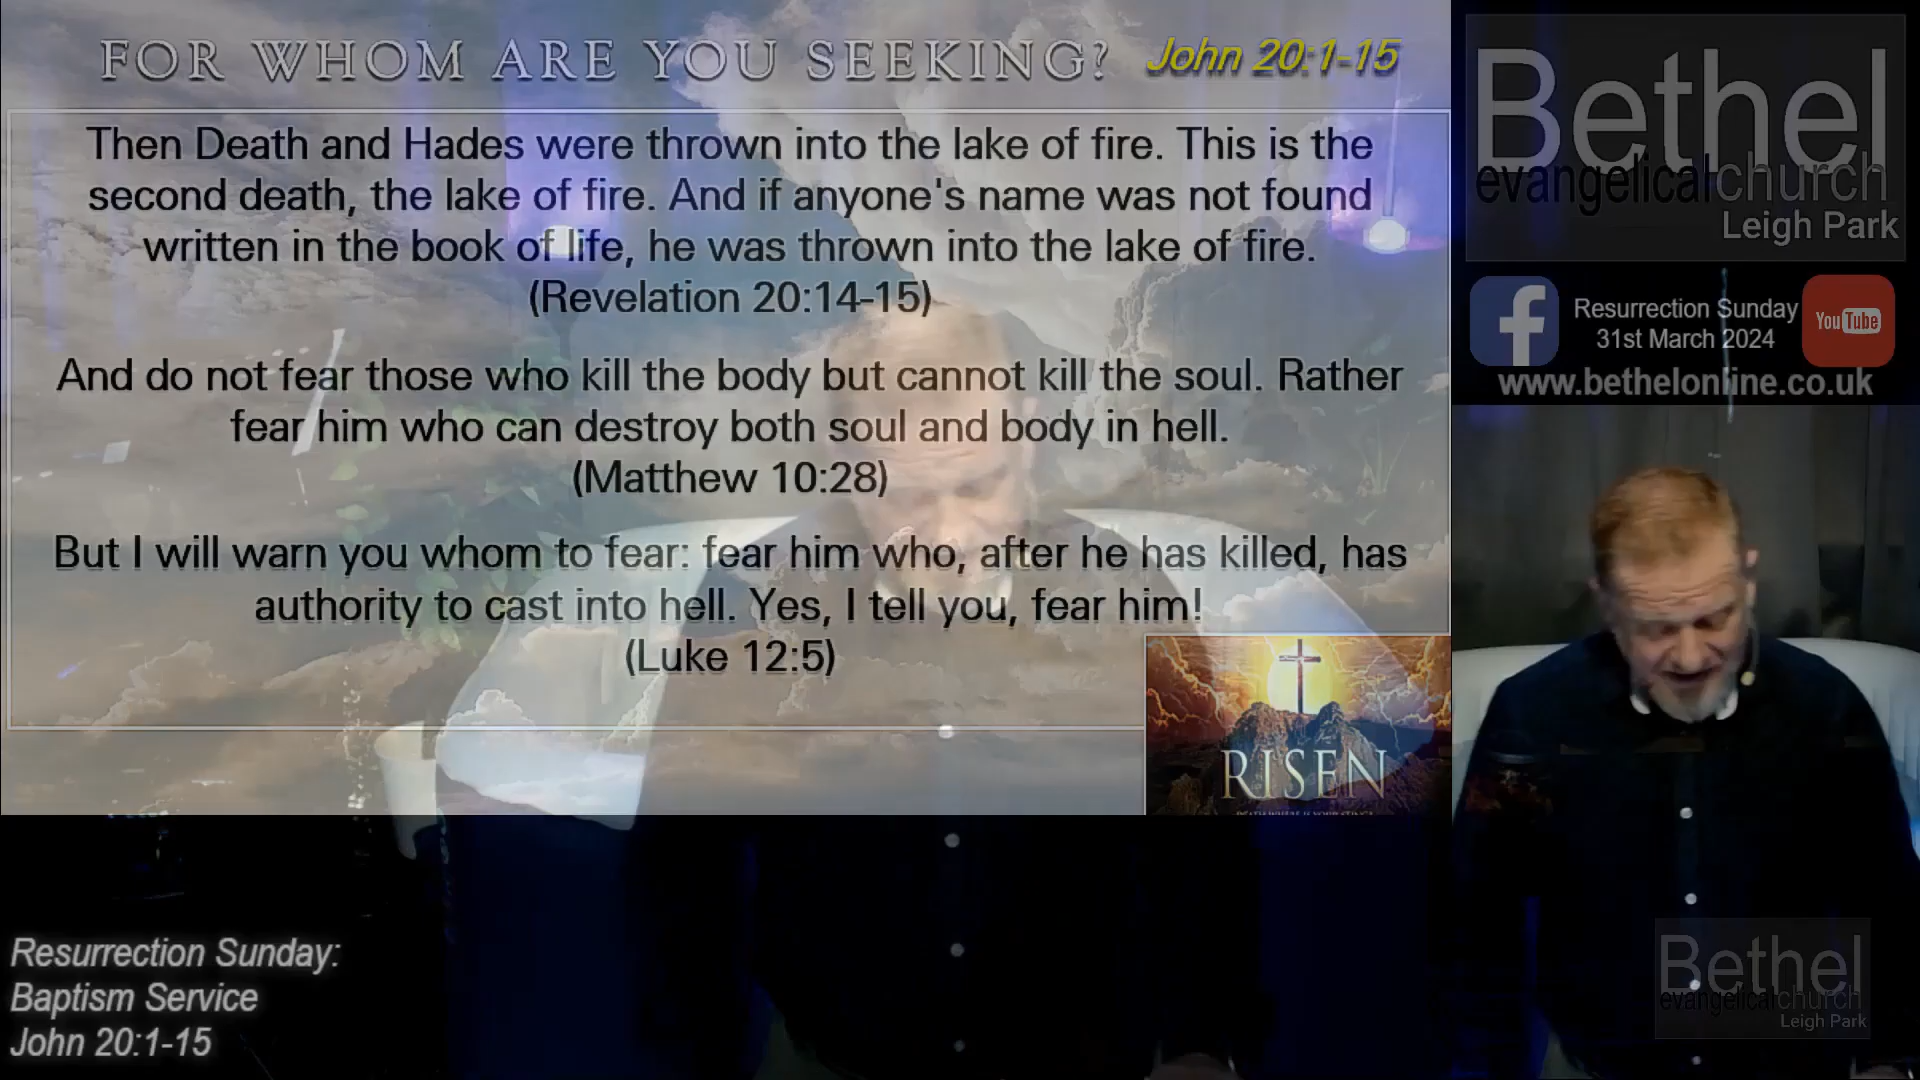 FOR WHOM ARE YOU SEEKING? John 20:1-15
Then Death and Hades were thrown into the lake of fire. This is the
second death, the lake of fire. And if anyone's name was not found
written in the book of life, he was thrown into the lake of fire.
(Revelation 20:14-15)
And do not fear those who kill the body but cannot kill the soul. Rather
fear him who can destroy both soul and body in hell.
(Matthew 10:28)
But I will warn you whom to fear: fear him who, after he has killed, has
authority to cast into hell. Yes, I tell you, fear him!
(Luke 12:5)
RISEN
Bethel
evangelicalchurch
Leigh Park
Resurrection Sunday
31st March 2024
YouTube
www.bethelonline.co.uk
Resurrection Sunday:
Baptism Service
John 20:1-15
Bethel
evangelicalchurch
Leigh Park